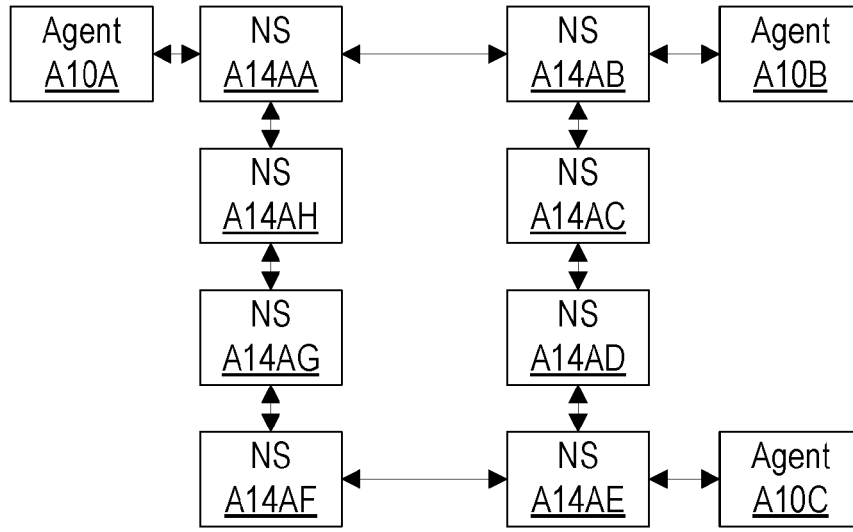 Agent
A10A
NS
A14AA
NS
A14AB
Agent
A10B
NS
A14AH
NS
A14AC
NS
A14AG
NS
A14AD
NS
A14AF
NS
A14AE
Agent
A10C